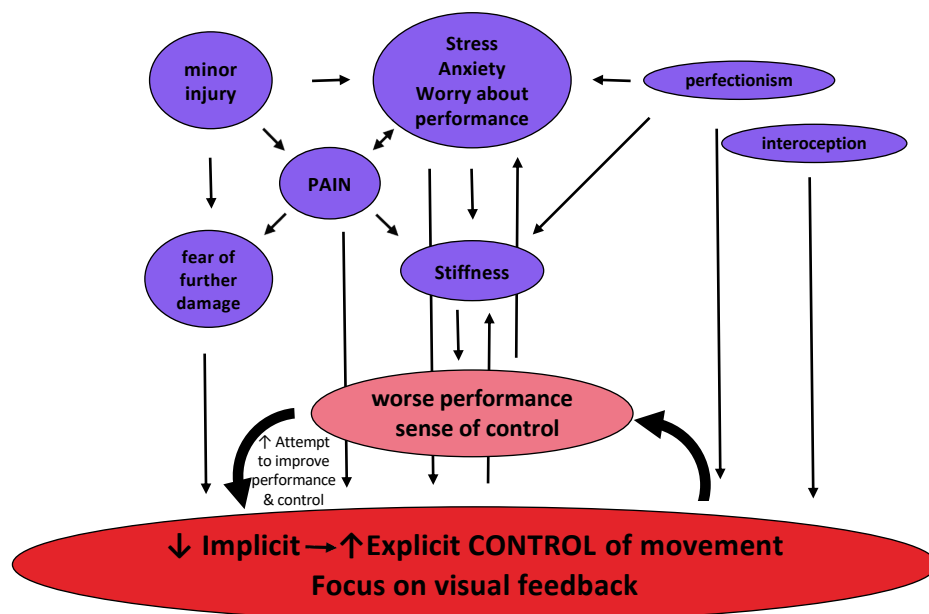 minor
injury
Stress
Anxiety
Worry about
performance
perfectionism
interoception
PAIN
fear of
further
damage
Stiffness
worse performance
sense of control
↑ Attempt
to improve
performance
& control
↓ Implicit → ↑Explicit CONTROL of movement
Focus on visual feedback